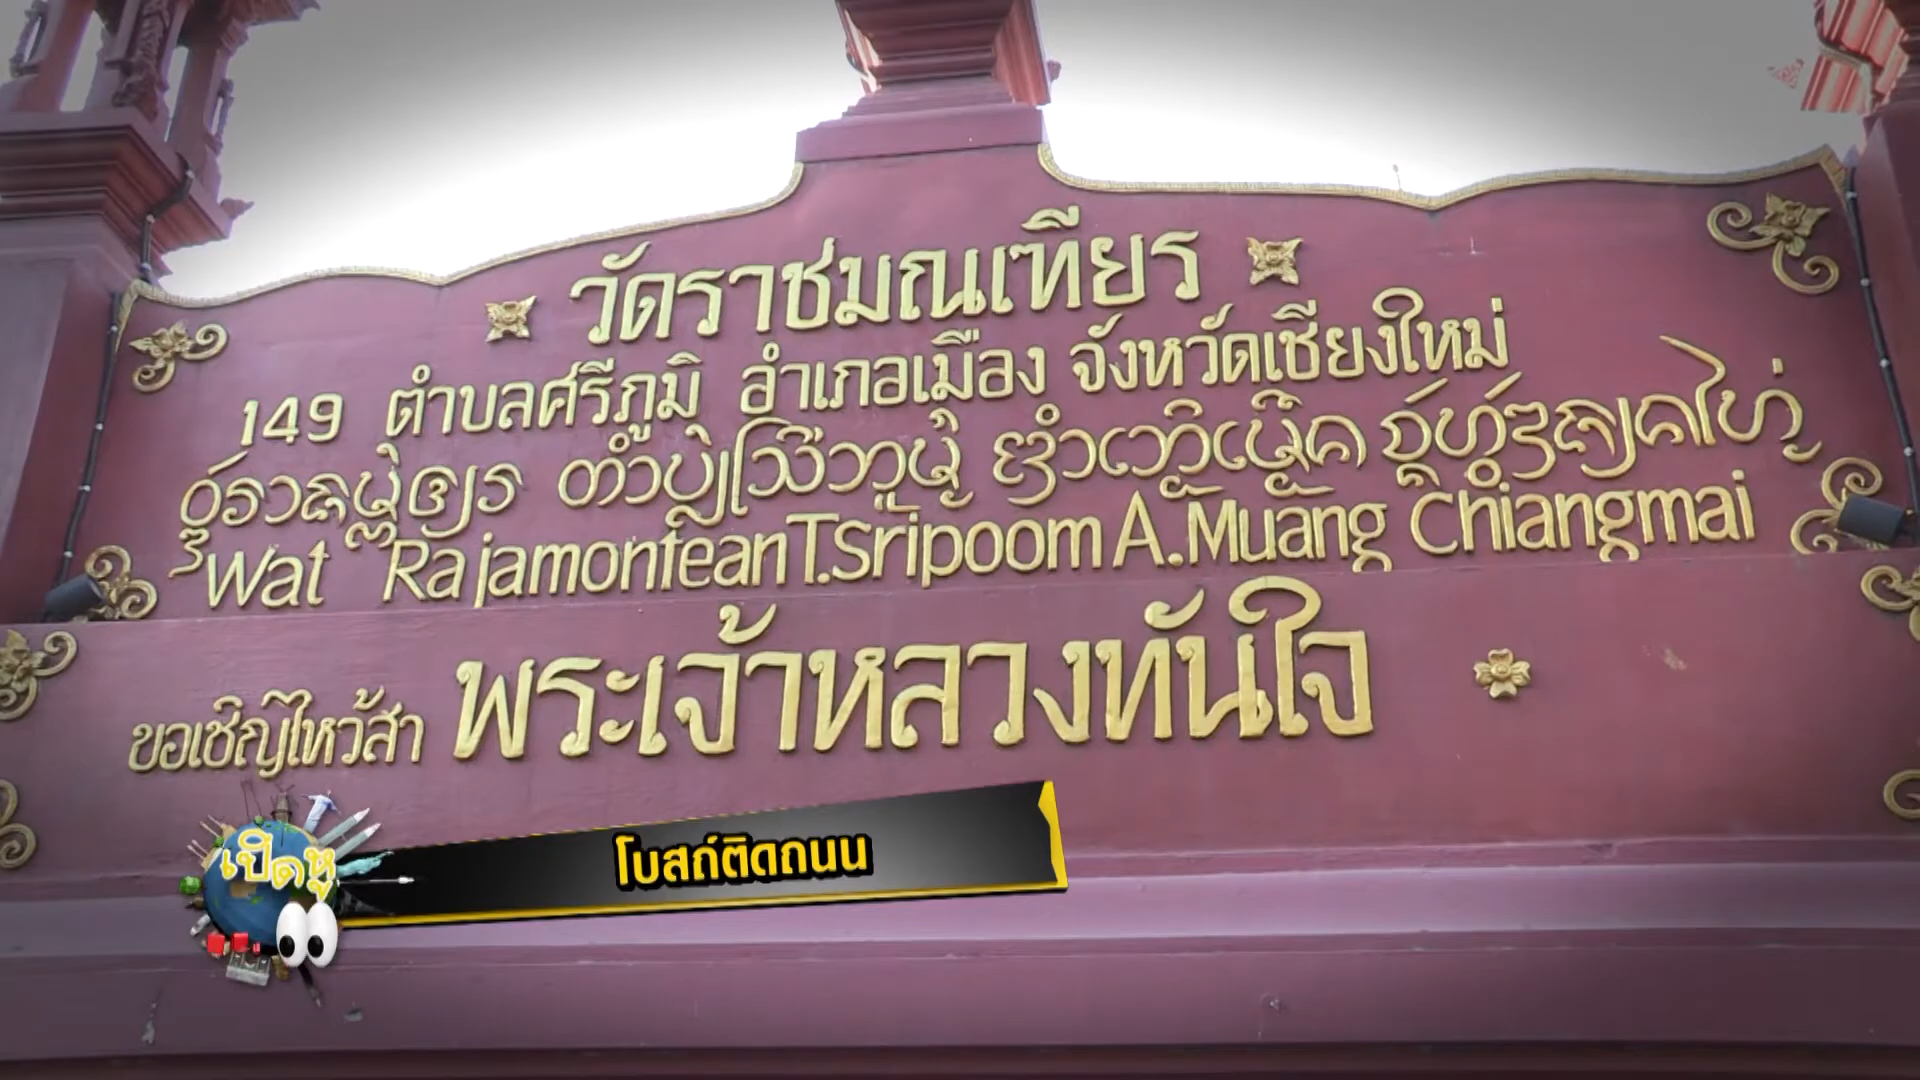 วัดราชมณเฑียร
149 ตำบลศรีภูมิ อำเภอเมือง จังหวัดเชียงใหม่
Wat Rajamontean T.Sripoom A.Muang Chiangmai
ขอเชิญไหว้สา พระเจ้าหลวงทันใจ
เปิดหู
โบสถ์ติดถนน